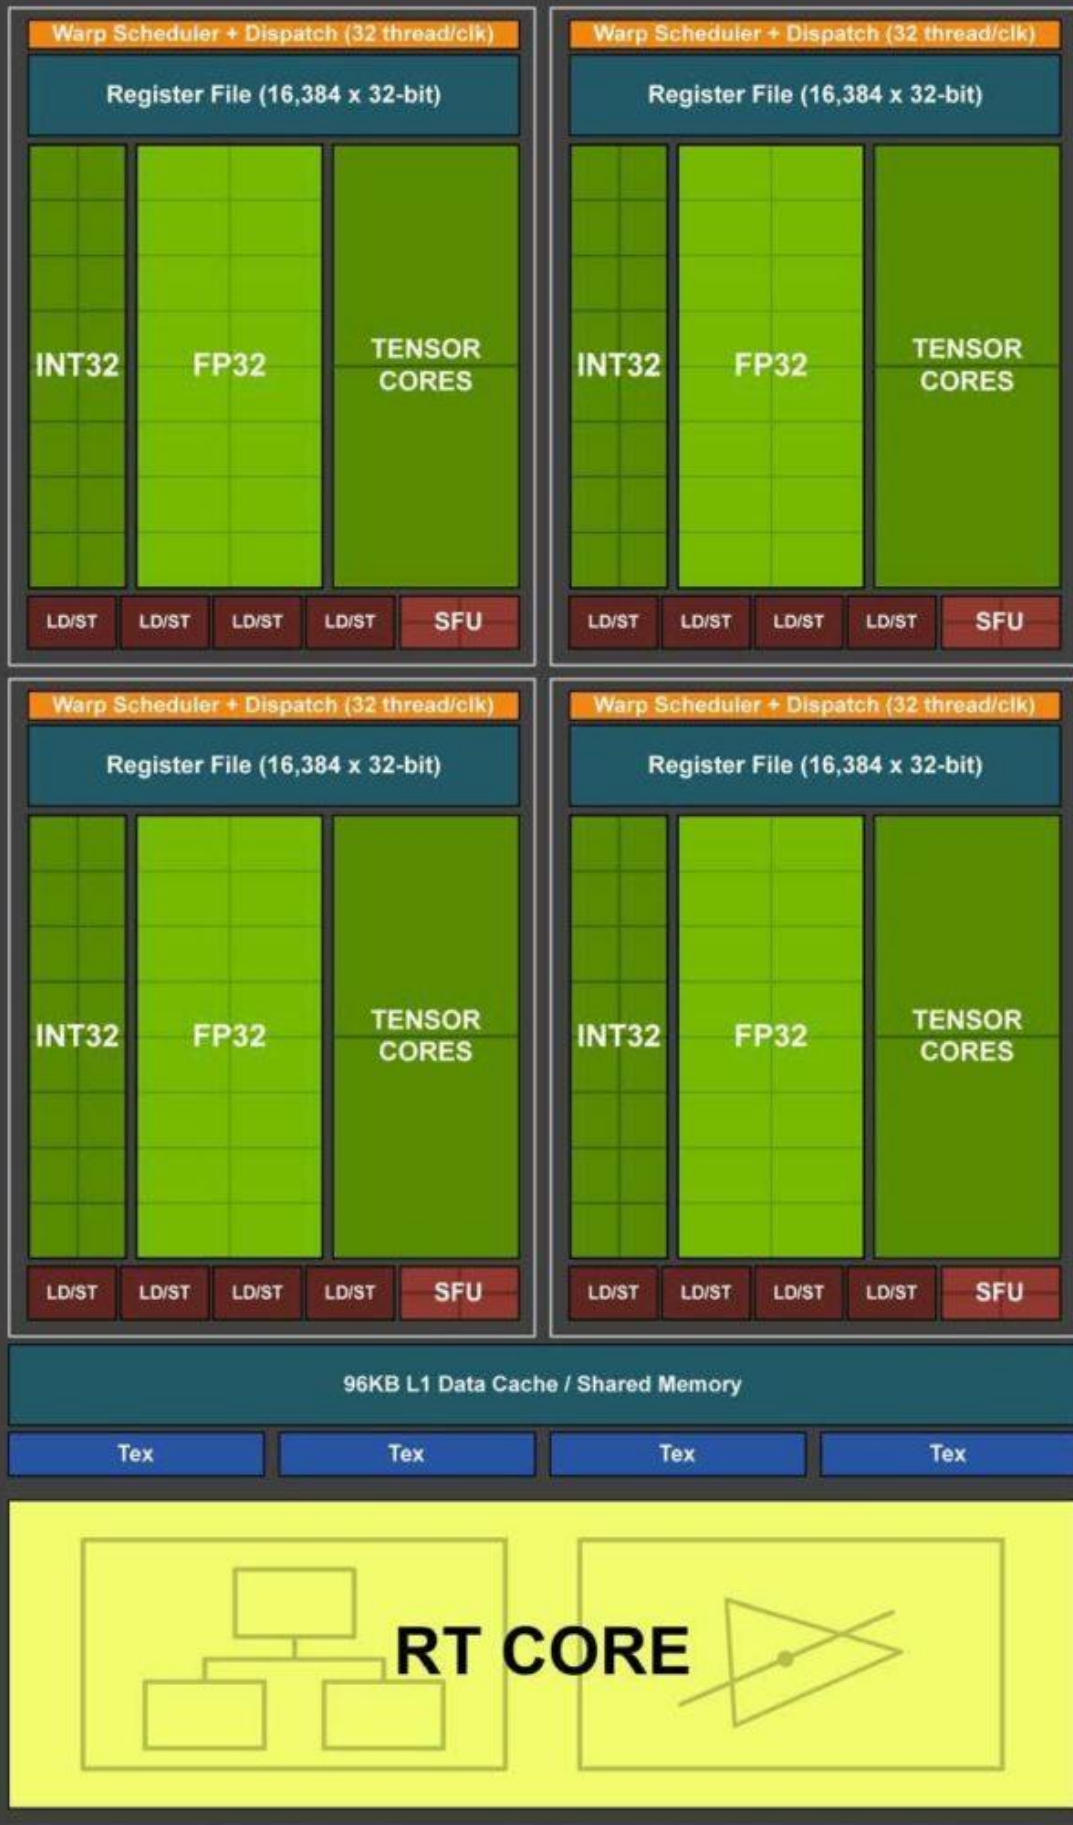 Warp Scheduler + Dispatch (32 thread/clk)
Register File (16,384 x 32-bit)
INT32
FP32
TENSOR
CORES
LD/ST
LD/ST
LD/ST
LD/ST
SFU
Warp Scheduler + Dispatch (32 thread/clk)
Register File (16,384 x 32-bit)
INT32
FP32
TENSOR
CORES
LD/ST
LD/ST
LD/ST
LD/ST
SFU
Warp Scheduler + Dispatch (32 thread/clk)
Register File (16,384 x 32-bit)
INT32
FP32
TENSOR
CORES
LD/ST
LD/ST
LD/ST
LD/ST
SFU
Warp Scheduler + Dispatch (32 thread/clk)
Register File (16,384 x 32-bit)
INT32
FP32
TENSOR
CORES
LD/ST
LD/ST
LD/ST
LD/ST
SFU
96KB L1 Data Cache / Shared Memory
Tex
Tex
Tex
Tex
RT CORE